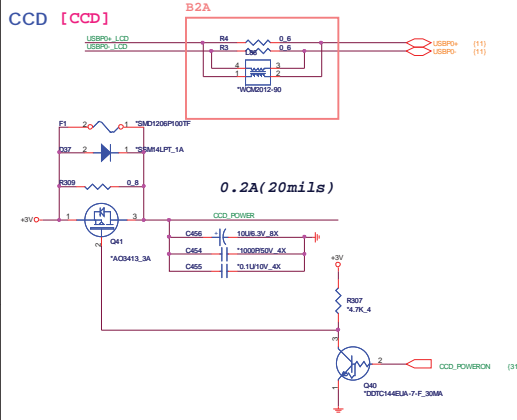 B2A
CCD [CCD]
USBP0+_LCD R4 0_6 USBP0+ (11)
USBP0-_LCD R3 0_6 USBP0- (11)
4 3
1 2
*WCM2012-90
F1 2 1 *SMD1206P100TF
D37 2 1 *SSM14LPT_1A
R309 0_8
0.2A(20mils)
+3V 1 3 CCD_POWER
Q41 2
*AO3413_3A
C456 + 10U/6.3V_8X
C454 *1000P/50V_4X
C455 *0.1U/10V_4X
+3V
R307
*4.7K_4
3
2 CCD_POWERON (31
1 Q40
*DDTC144EUA-7-F_30MA